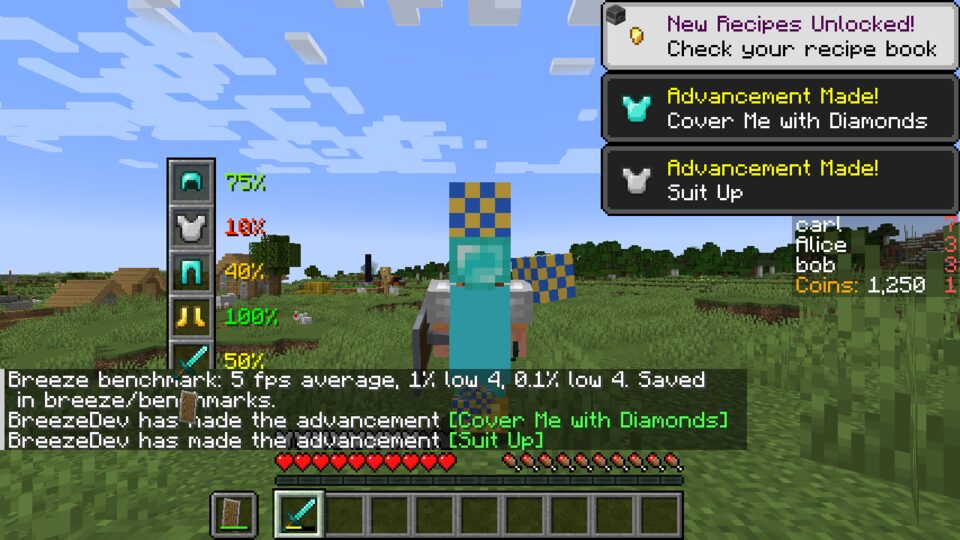 New Recipes Unlocked!
Check your recipe book
Advancement Made!
Cover Me with Diamonds
Advancement Made!
Suit Up
75%
10%
40%
100%
50%
carl 7
Alice 3
bob 3
Coins: 1,250 1
Breeze benchmark: 5 fps average, 1% low 4, 0.1% low 4. Saved
in breeze/benchmarks.
BreezeDev has made the advancement [Cover Me with Diamonds]
BreezeDev has made the advancement [Suit Up]